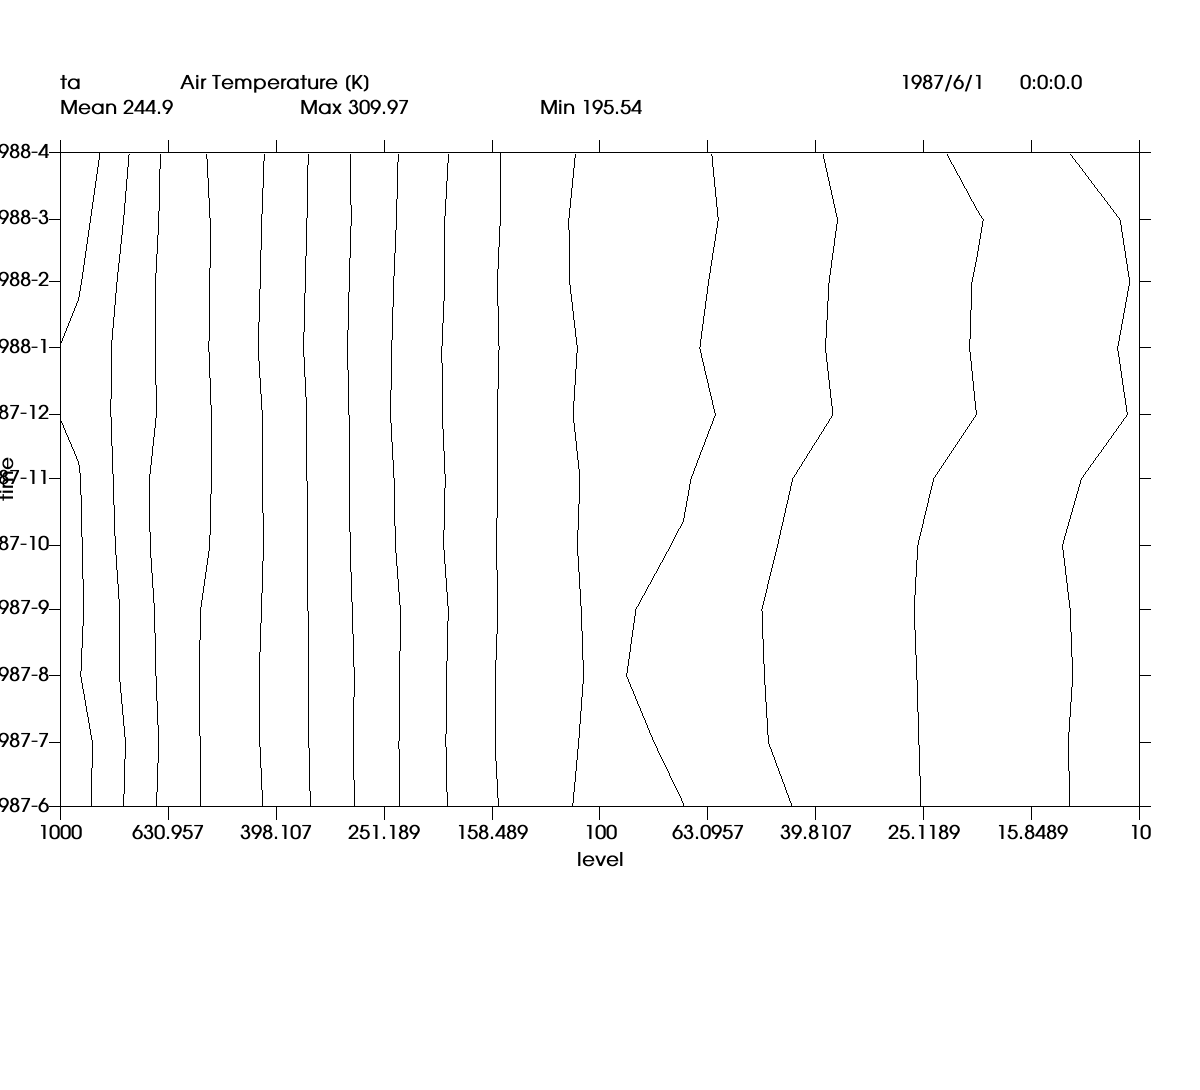 ta Air Temperature (K) 1987/6/1 0:0:0.0
Mean 244.9 Max 309.97 Min 195.54
988-4
988-3
988-2
988-1
87-12
87-11
87-10
987-9
987-8
987-7
987-6
time
1000 630.957 398.107 251.189 158.489 100 63.0957 39.8107 25.1189 15.8489 10
level